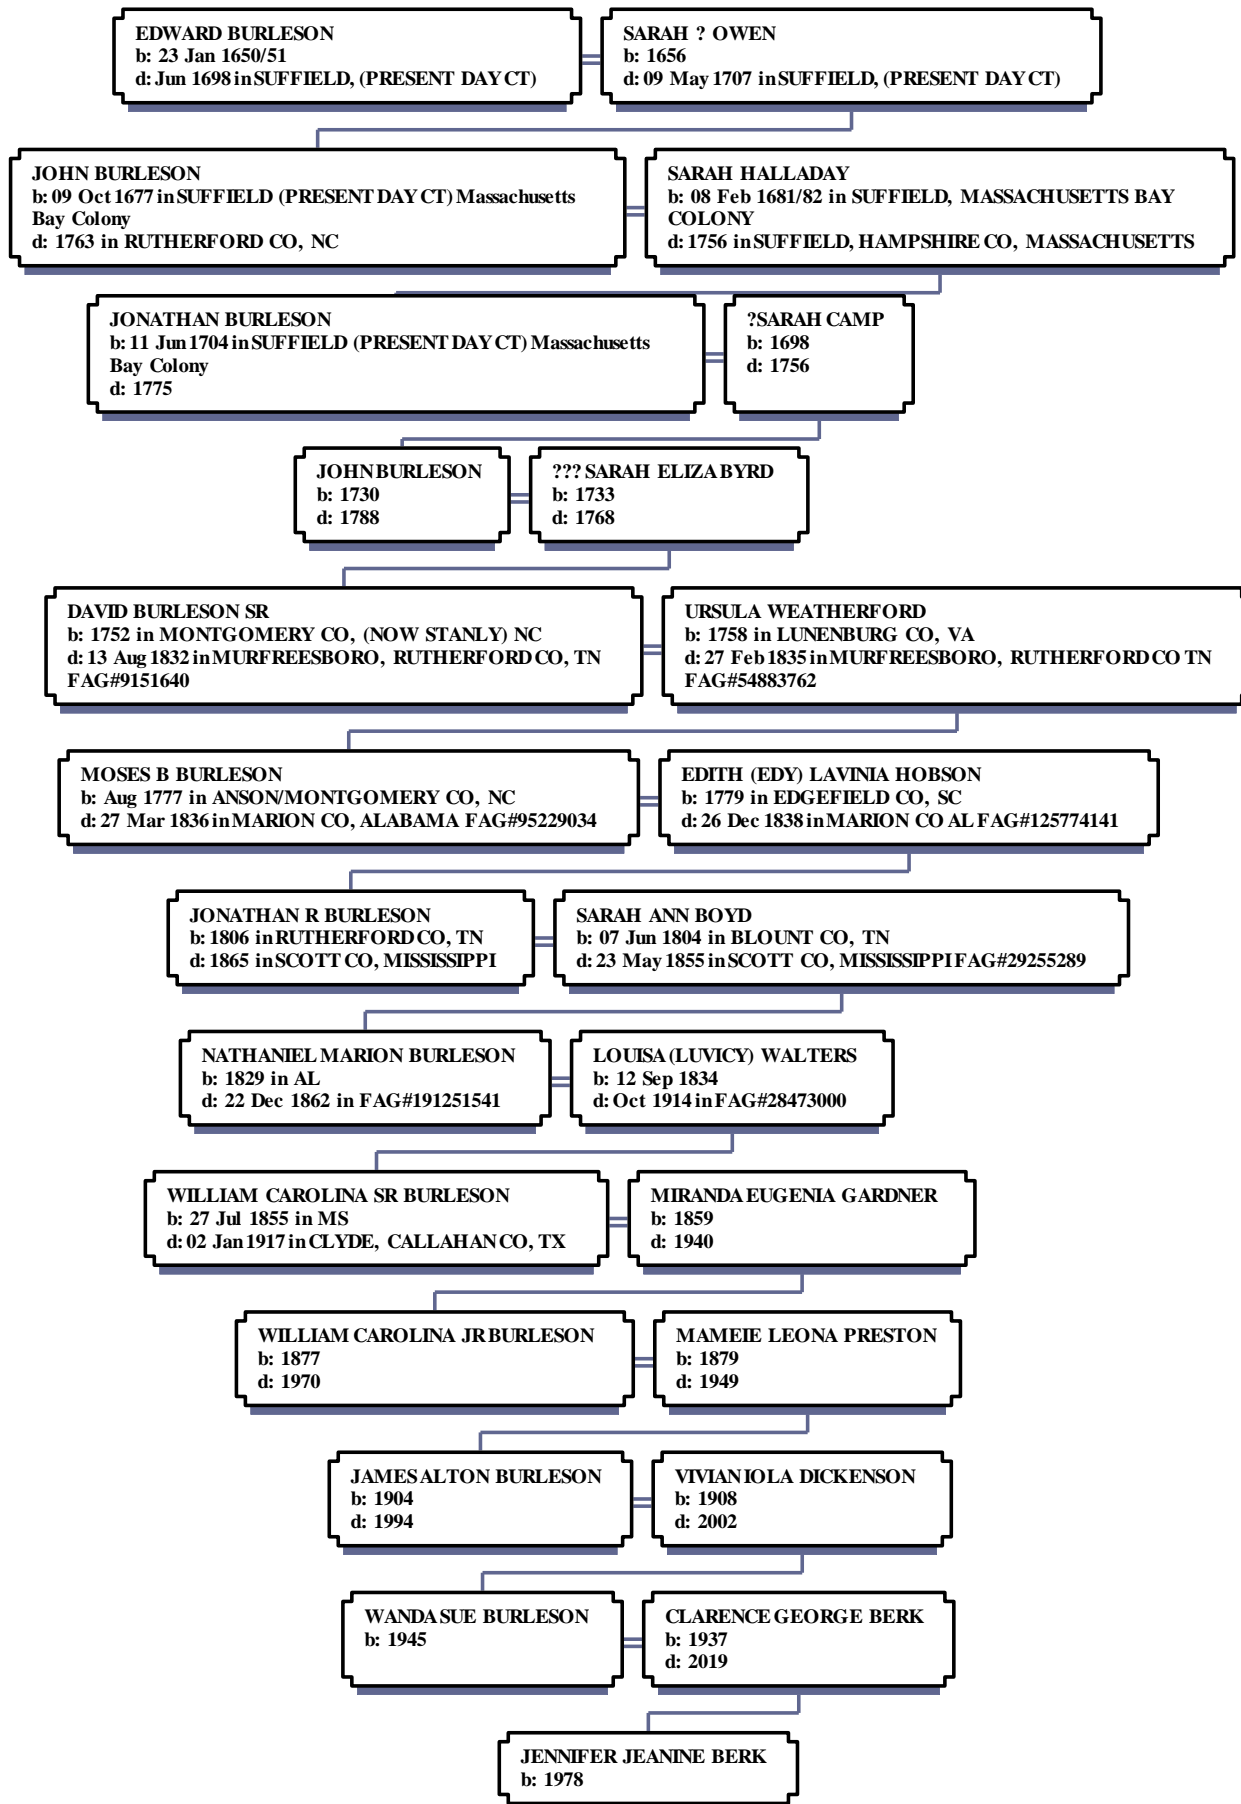 EDWARD BURLESON
b: 23 Jan 1650/51
d: Jun 1698 in SUFFIELD, (PRESENT DAY CT)
SARAH ? OWEN
b: 1656
d: 09 May 1707 in SUFFIELD, (PRESENT DAY CT)
JOHN BURLESON
b: 09 Oct 1677 in SUFFIELD (PRESENT DAY CT) Massachusetts
Bay Colony
d: 1763 in RUTHERFORD CO, NC
SARAH HALLADAY
b: 08 Feb 1681/82 in SUFFIELD, MASSACHUSETTS BAY
COLONY
d: 1756 in SUFFIELD, HAMPSHIRE CO, MASSACHUSETTS
JONATHAN BURLESON
b: 11 Jun 1704 in SUFFIELD (PRESENT DAY CT) Massachusetts
Bay Colony
d: 1775
?SARAH CAMP
b: 1698
d: 1756
JOHN BURLESON
b: 1730
d: 1788
??? SARAH ELIZA BYRD
b: 1733
d: 1768
DAVID BURLESON SR
b: 1752 in MONTGOMERY CO, (NOW STANLY) NC
d: 13 Aug 1832 in MURFREESBORO, RUTHERFORD CO, TN
FAG#9151640
URSULA WEATHERFORD
b: 1758 in LUNENBURG CO, VA
d: 27 Feb 1835 in MURFREESBORO, RUTHERFORD CO TN
FAG#54883762
MOSES B BURLESON
b: Aug 1777 in ANSON/MONTGOMERY CO, NC
d: 27 Mar 1836 in MARION CO, ALABAMA FAG#95229034
EDITH (EDY) LAVINIA HOBSON
b: 1779 in EDGEFIELD CO, SC
d: 26 Dec 1838 in MARION CO AL FAG#125774141
JONATHAN R BURLESON
b: 1806 in RUTHERFORD CO, TN
d: 1865 in SCOTT CO, MISSISSIPPI
SARAH ANN BOYD
b: 07 Jun 1804 in BLOUNT CO, TN
d: 23 May 1855 in SCOTT CO, MISSISSIPPI FAG#29255289
NATHANIEL MARION BURLESON
b: 1829 in AL
d: 22 Dec 1862 in FAG#191251541
LOUISA (LUVICY) WALTERS
b: 12 Sep 1834
d: Oct 1914 in FAG#28473000
WILLIAM CAROLINA SR BURLESON
b: 27 Jul 1855 in MS
d: 02 Jan 1917 in CLYDE, CALLAHAN CO, TX
MIRANDA EUGENIA GARDNER
b: 1859
d: 1940
WILLIAM CAROLINA JR BURLESON
b: 1877
d: 1970
MAMEIE LEONA PRESTON
b: 1879
d: 1949
JAMES ALTON BURLESON
b: 1904
d: 1994
VIVIAN IOLA DICKENSON
b: 1908
d: 2002
WANDA SUE BURLESON
b: 1945
CLARENCE GEORGE BERK
b: 1937
d: 2019
JENNIFER JEANINE BERK
b: 1978